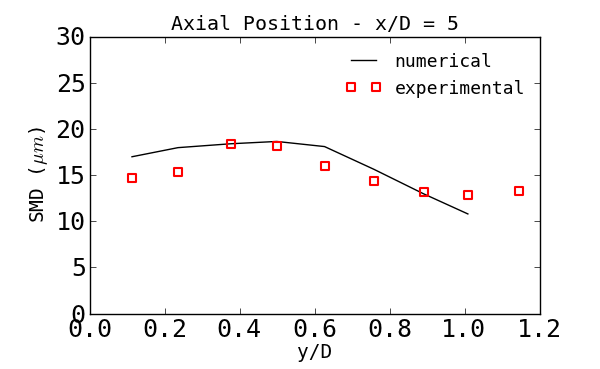 Axial Position - x/D = 5
SMD (μm)
30
25
20
15
10
5
0
0.0 0.2 0.4 0.6 0.8 1.0 1.2
y/D
numerical
experimental